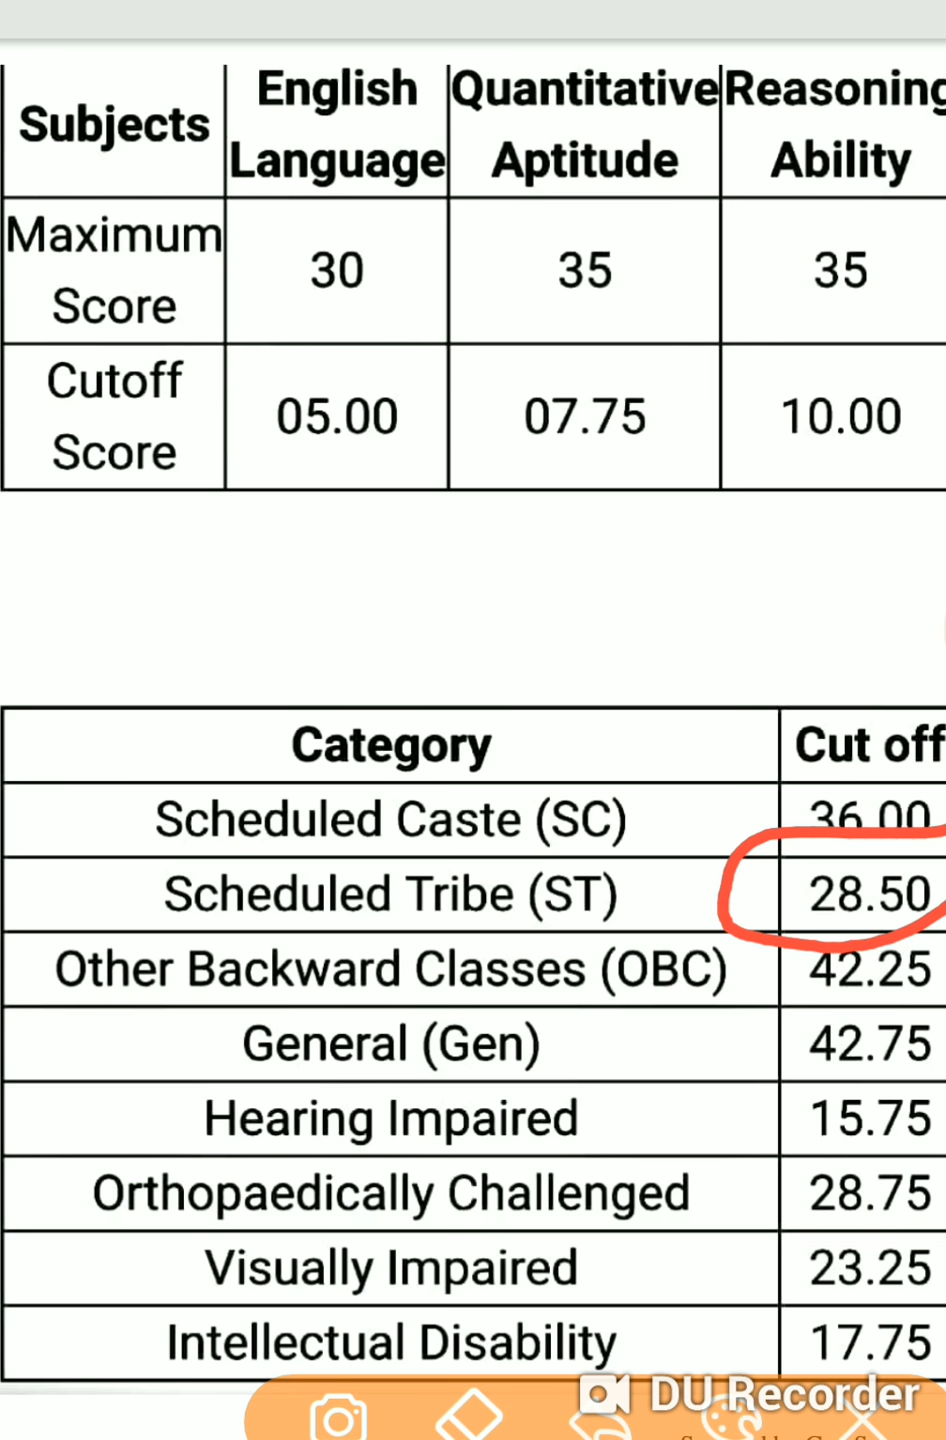 Subjects English Language Quantitative Aptitude Reasoning Ability
Maximum Score 30 35 35
Cutoff Score 05.00 07.75 10.00
Category Cut off
Scheduled Caste (SC) 36.00
Scheduled Tribe (ST) 28.50
Other Backward Classes (OBC) 42.25
General (Gen) 42.75
Hearing Impaired 15.75
Orthopaedically Challenged 28.75
Visually Impaired 23.25
Intellectual Disability 17.75
DU Recorder